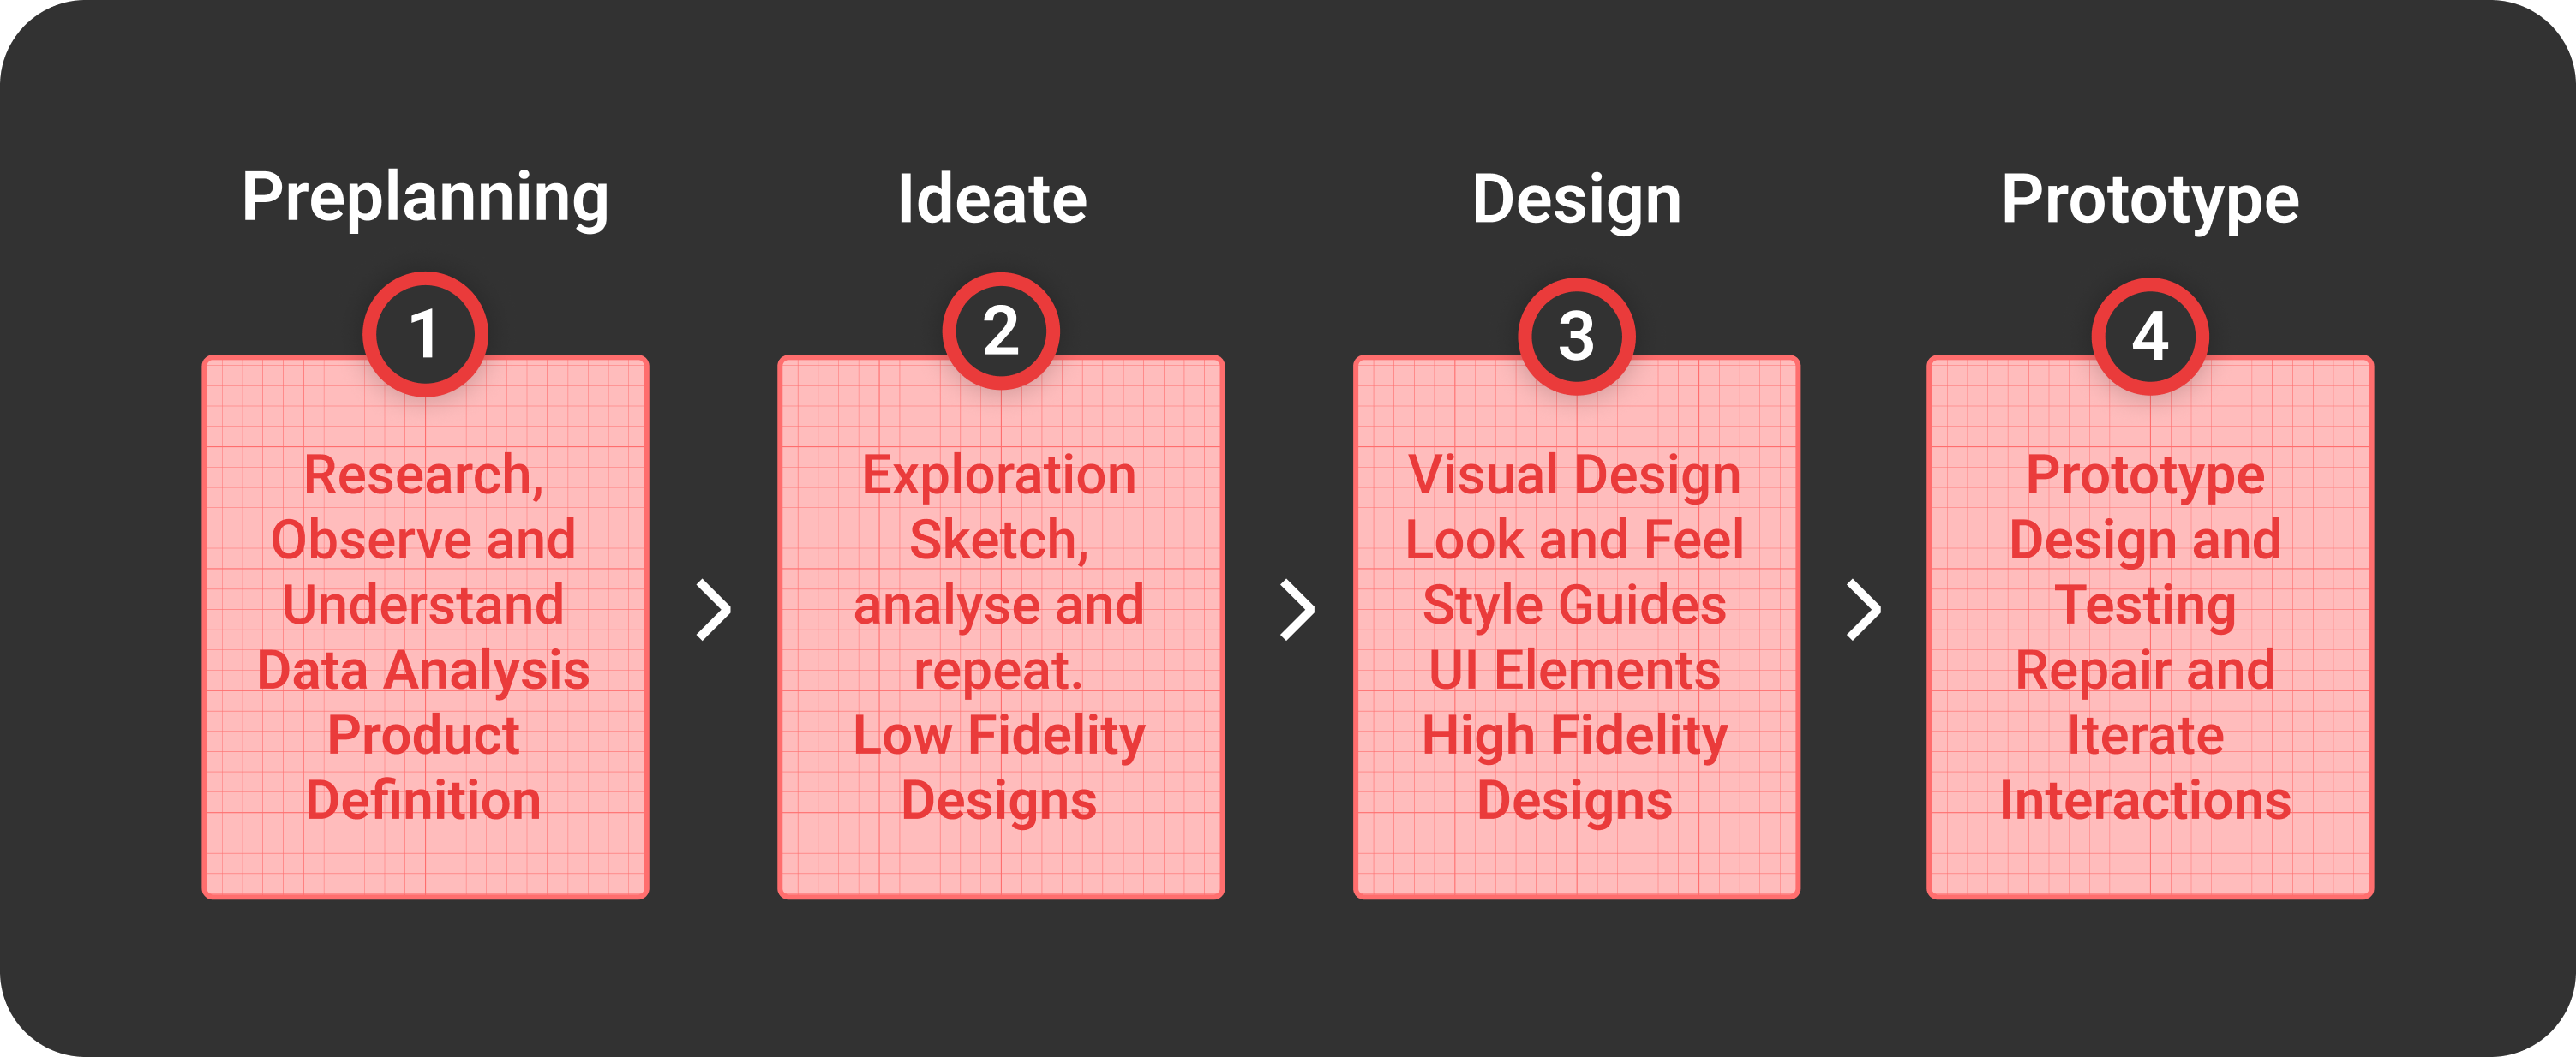 Preplanning
1
Research,
Observe and
Understand
Data Analysis
Product
Definition
Ideate
2
Exploration
Sketch,
analyse and
repeat.
Low Fidelity
Designs
Design
3
Visual Design
Look and Feel
Style Guides
UI Elements
High Fidelity
Designs
Prototype
4
Prototype
Design and
Testing
Repair and
Iterate
Interactions